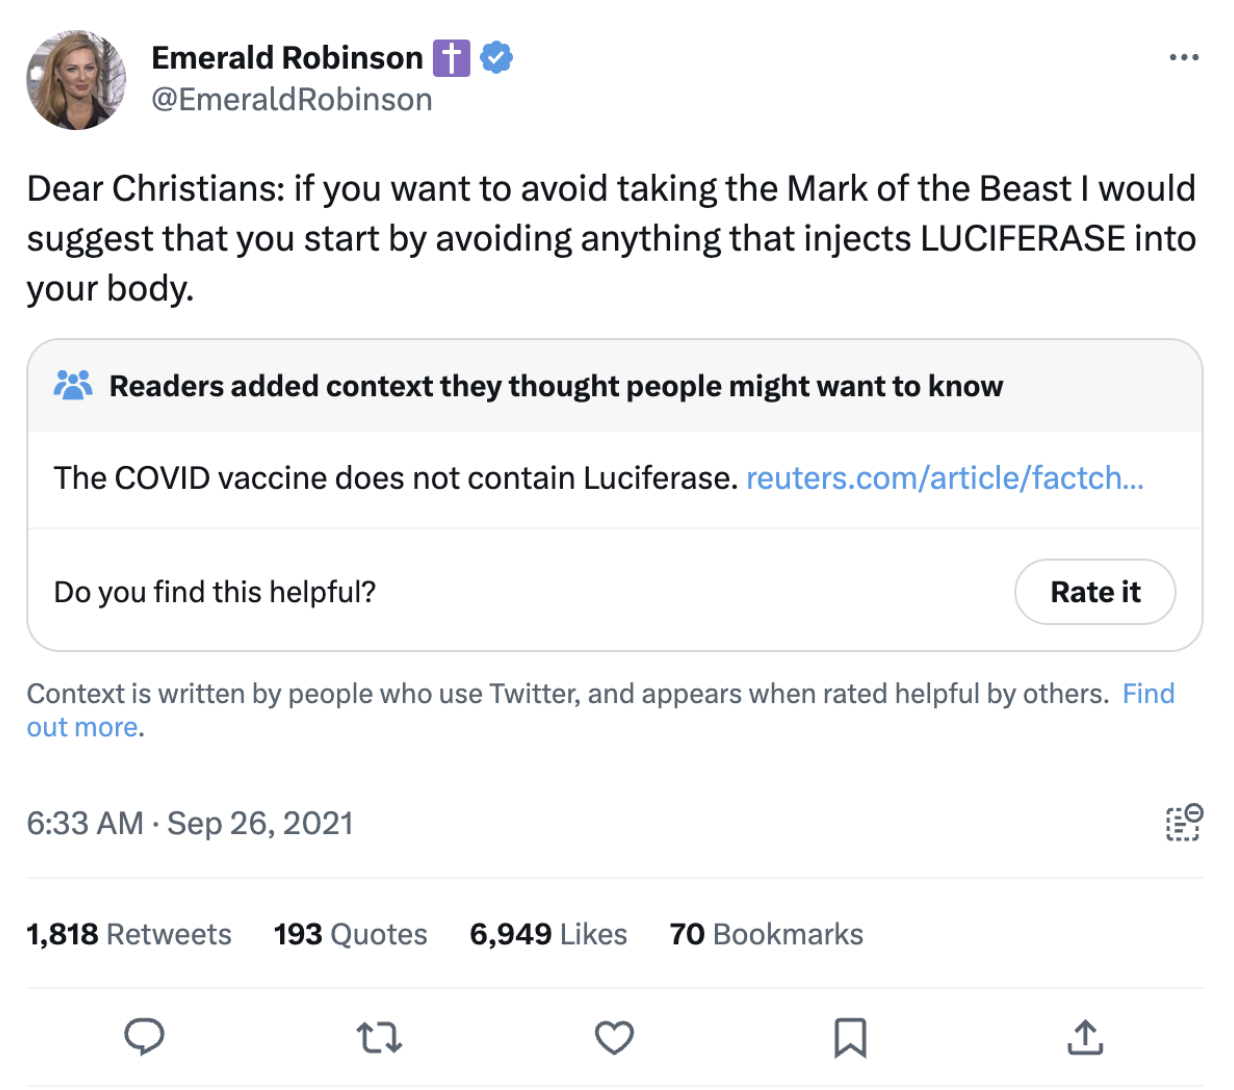 Emerald Robinson ✝️
@EmeraldRobinson
Dear Christians: if you want to avoid taking the Mark of the Beast I would
suggest that you start by avoiding anything that injects LUCIFERASE into
your body.
Readers added context they thought people might want to know
The COVID vaccine does not contain Luciferase. reuters.com/article/factch...
Do you find this helpful?
Rate it
Context is written by people who use Twitter, and appears when rated helpful by others. Find
out more.
6:33 AM · Sep 26, 2021
1,818 Retweets 193 Quotes 6,949 Likes 70 Bookmarks